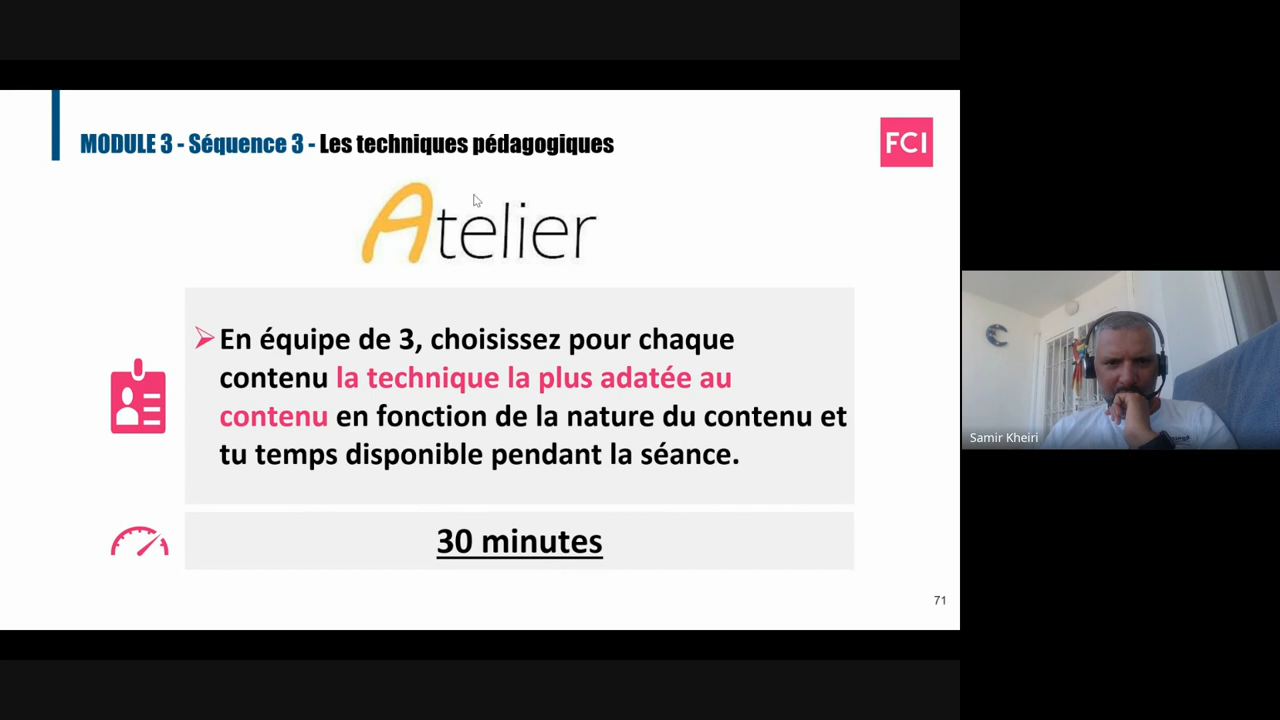 MODULE 3 - Séquence 3 - Les techniques pédagogiques
FCI
Atelier
En équipe de 3, choisissez pour chaque
contenu la technique la plus adatée au
contenu en fonction de la nature du contenu et
tu temps disponible pendant la séance.
30 minutes
71
Samir Kheiri